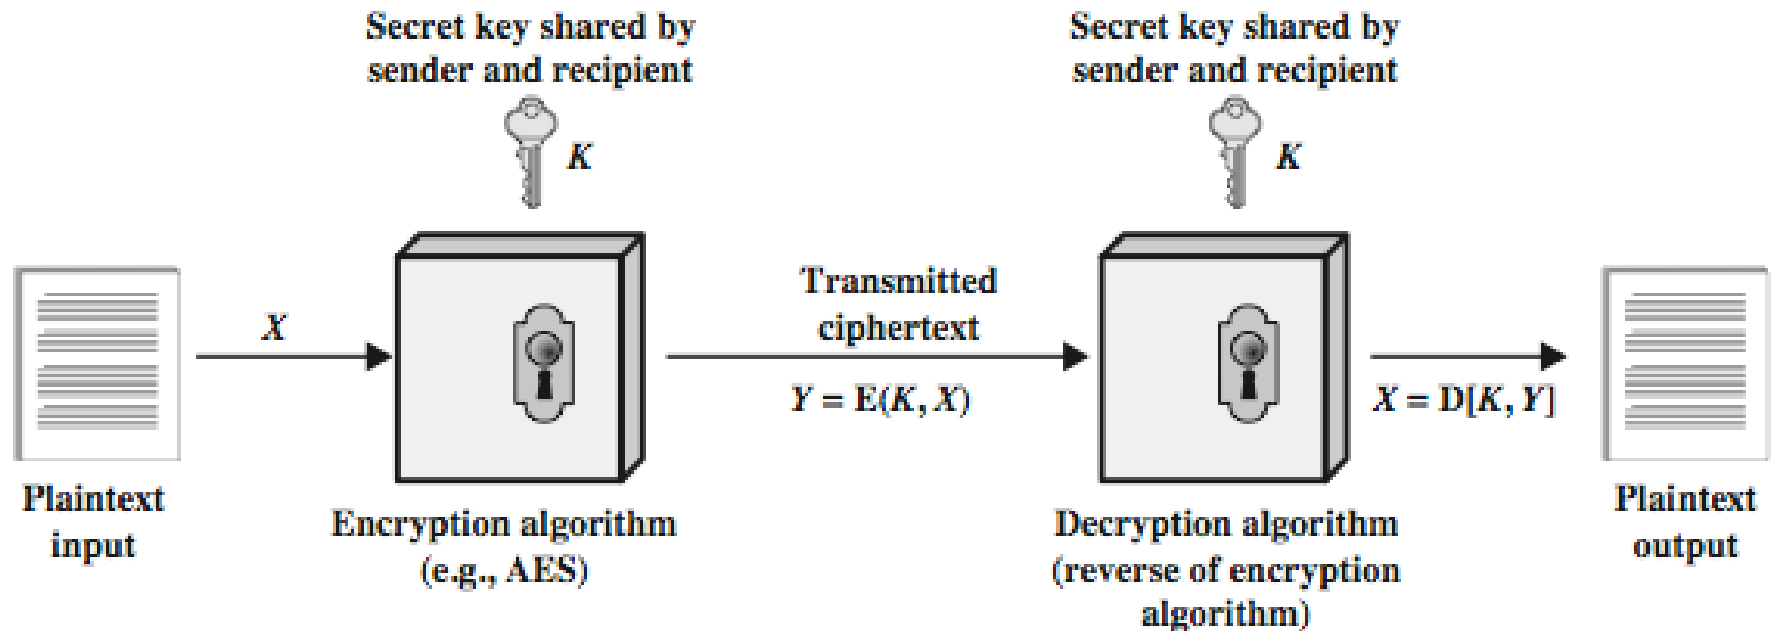 Secret key shared by
sender and recipient
K
Secret key shared by
sender and recipient
K
X
Transmitted
ciphertext
Y = E(K, X)
X = D[K, Y]
Plaintext
input
Encryption algorithm
(e.g., AES)
Decryption algorithm
(reverse of encryption
algorithm)
Plaintext
output